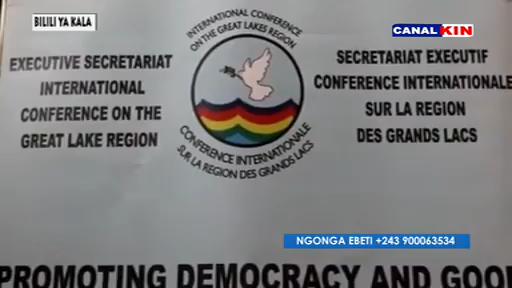 BILILI YA KALA
CANAL KIN
EXECUTIVE SECRETARIAT
INTERNATIONAL
CONFERENCE ON THE
GREAT LAKE REGION
INTERNATIONAL CONFERENCE
ON THE GREAT LAKES REGION
CONFERENCE INTERNATIONALE
SUR LA REGION DES GRANDS LACS
SECRETARIAT EXECUTIF
CONFERENCE INTERNATIONALE
SUR LA REGION
DES GRANDS LACS
NGONGA EBETI +243 900063534
PROMOTING DEMOCRACY AND GOO